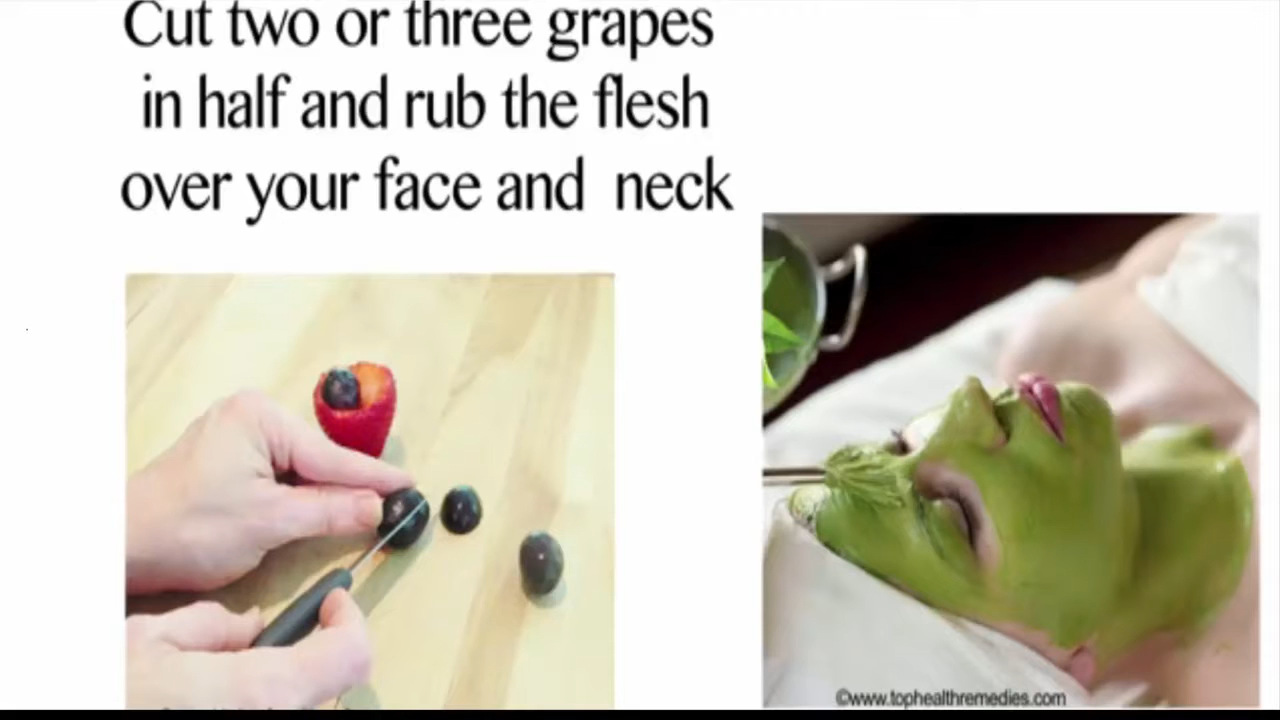 Cut two or three grapes
in half and rub the flesh
over your face and neck
©www.tophealthremedies.com